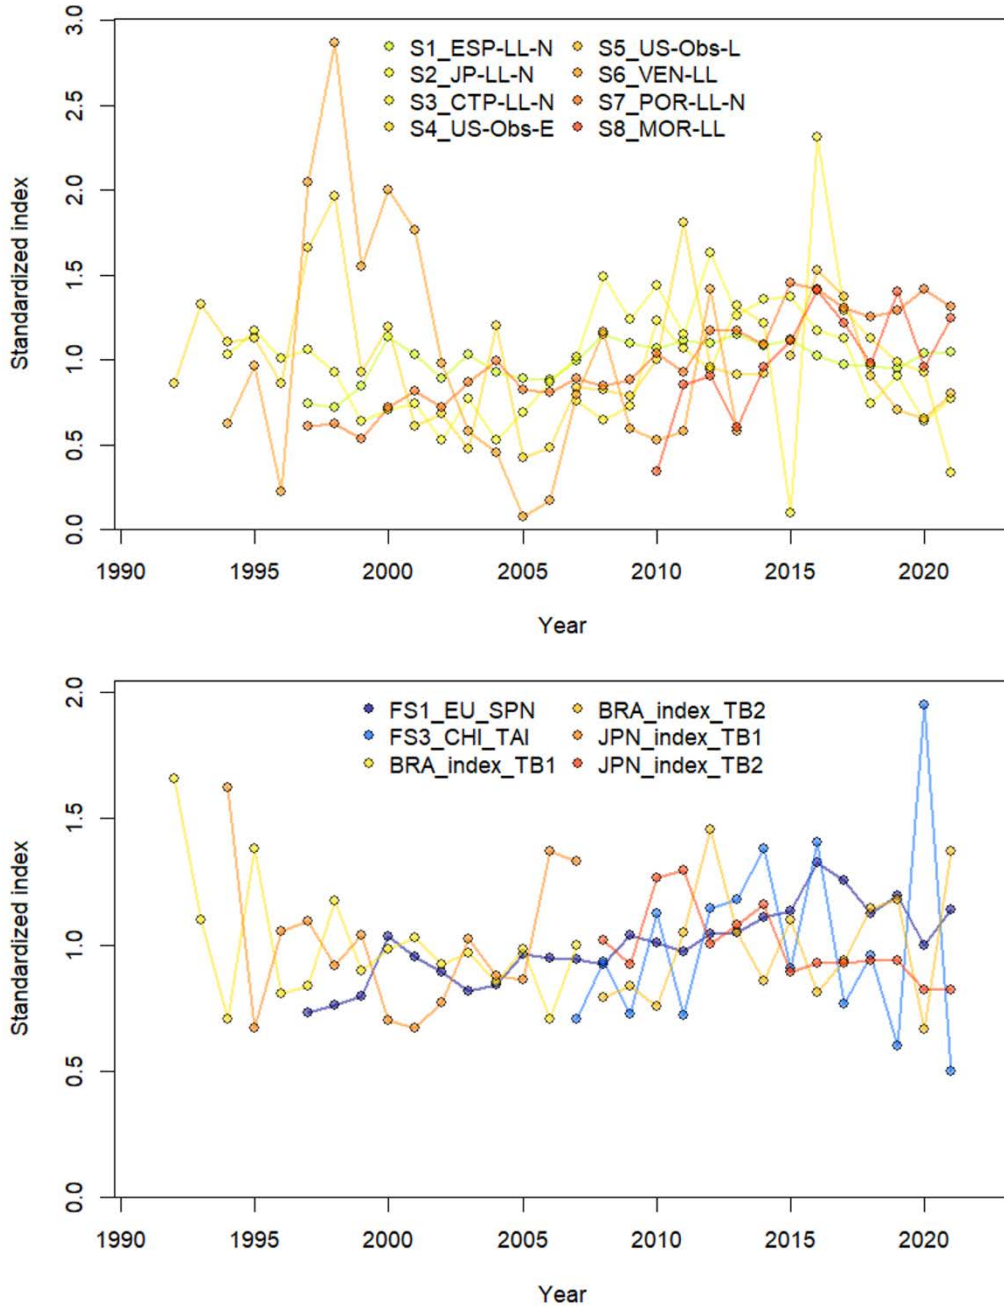 3.0
S1_ESP-LL-N S5_US-Obs-L
S2_JP-LL-N S6_VEN-LL
2.5
S3_CTP-LL-N S7_POR-LL-N
S4_US-Obs-E S8_MOR-LL
2.0
Standardized index
1.5
1.0
0.5
0.0
1990 1995 2000 2005 2010 2015 2020
Year
2.0
FS1_EU_SPN BRA_index_TB2
FS3_CHI_TAI JPN_index_TB1
BRA_index_TB1 JPN_index_TB2
1.5
Standardized index
1.0
0.5
0.0
1990 1995 2000 2005 2010 2015 2020
Year